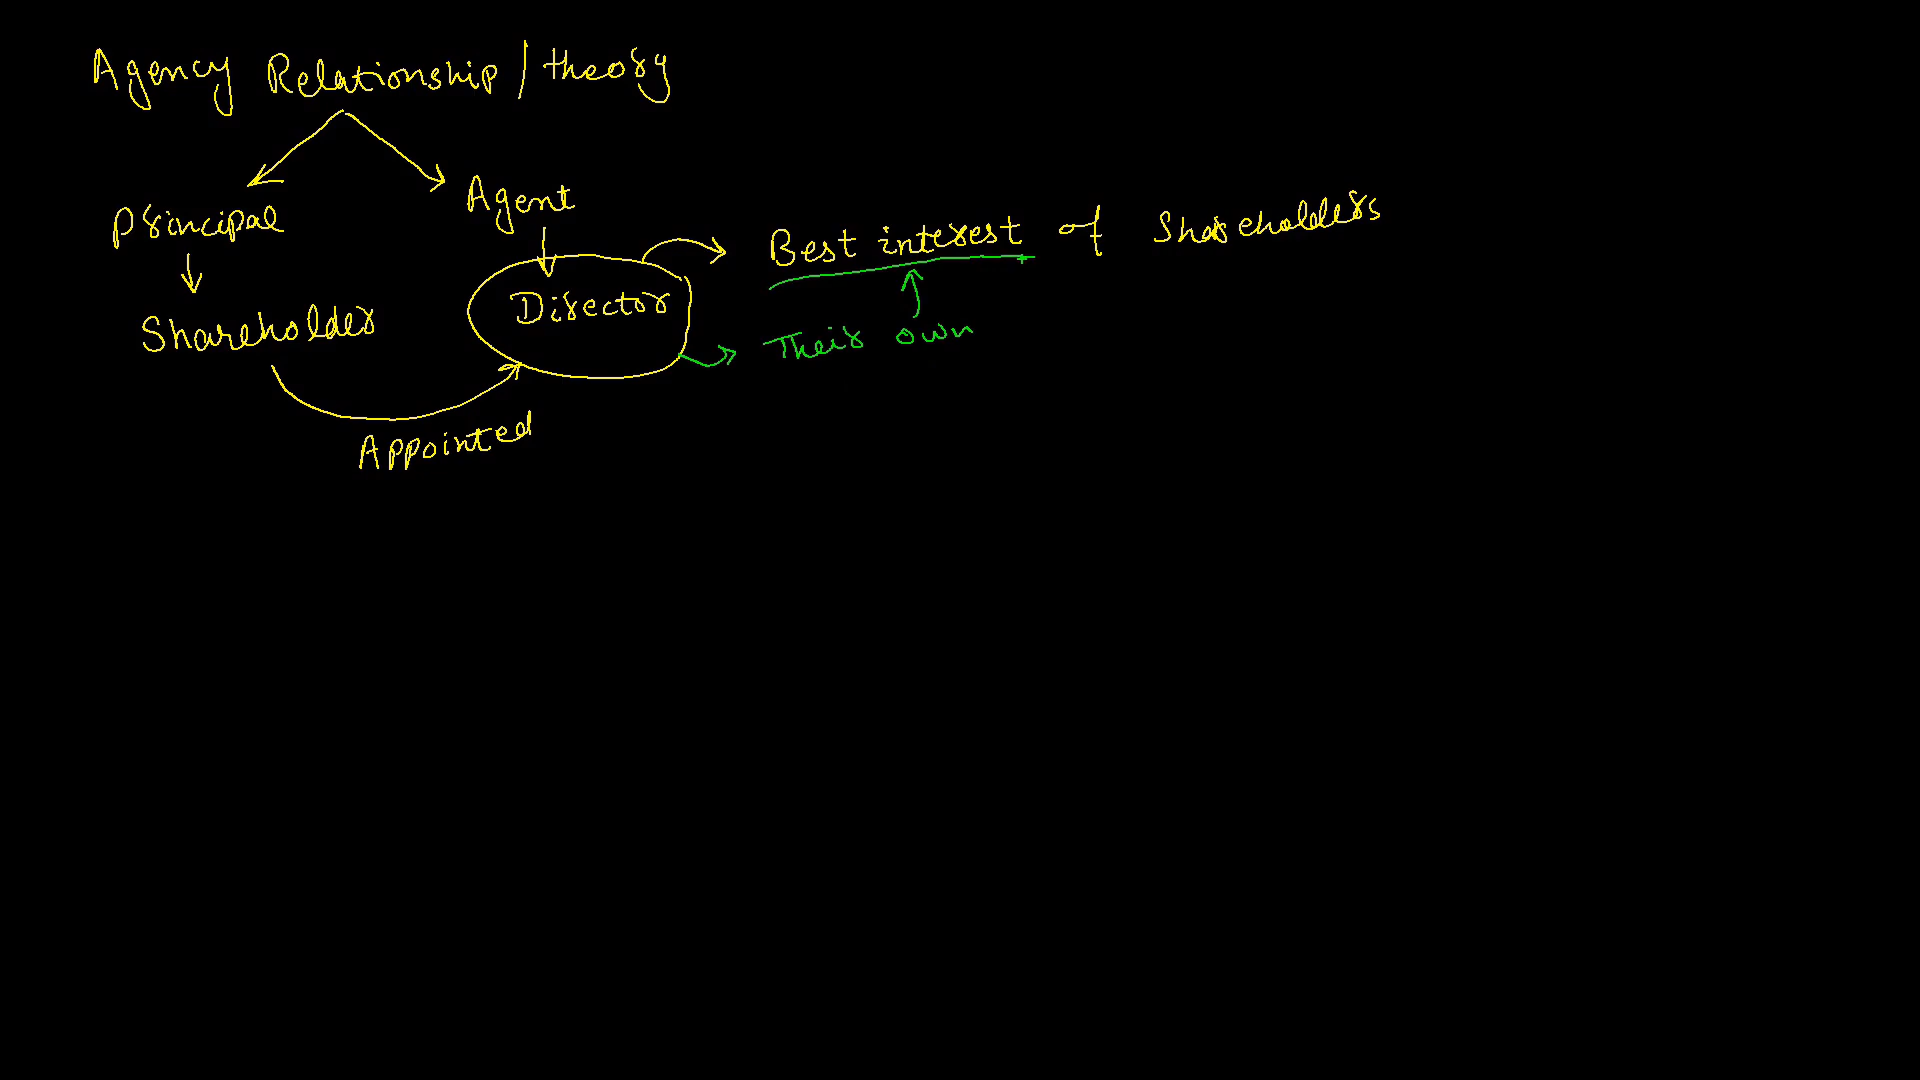 Agency Relationship / theory
Principal
Agent
Best interest of Shareholders
Shareholder
Director
Their own
Appointed